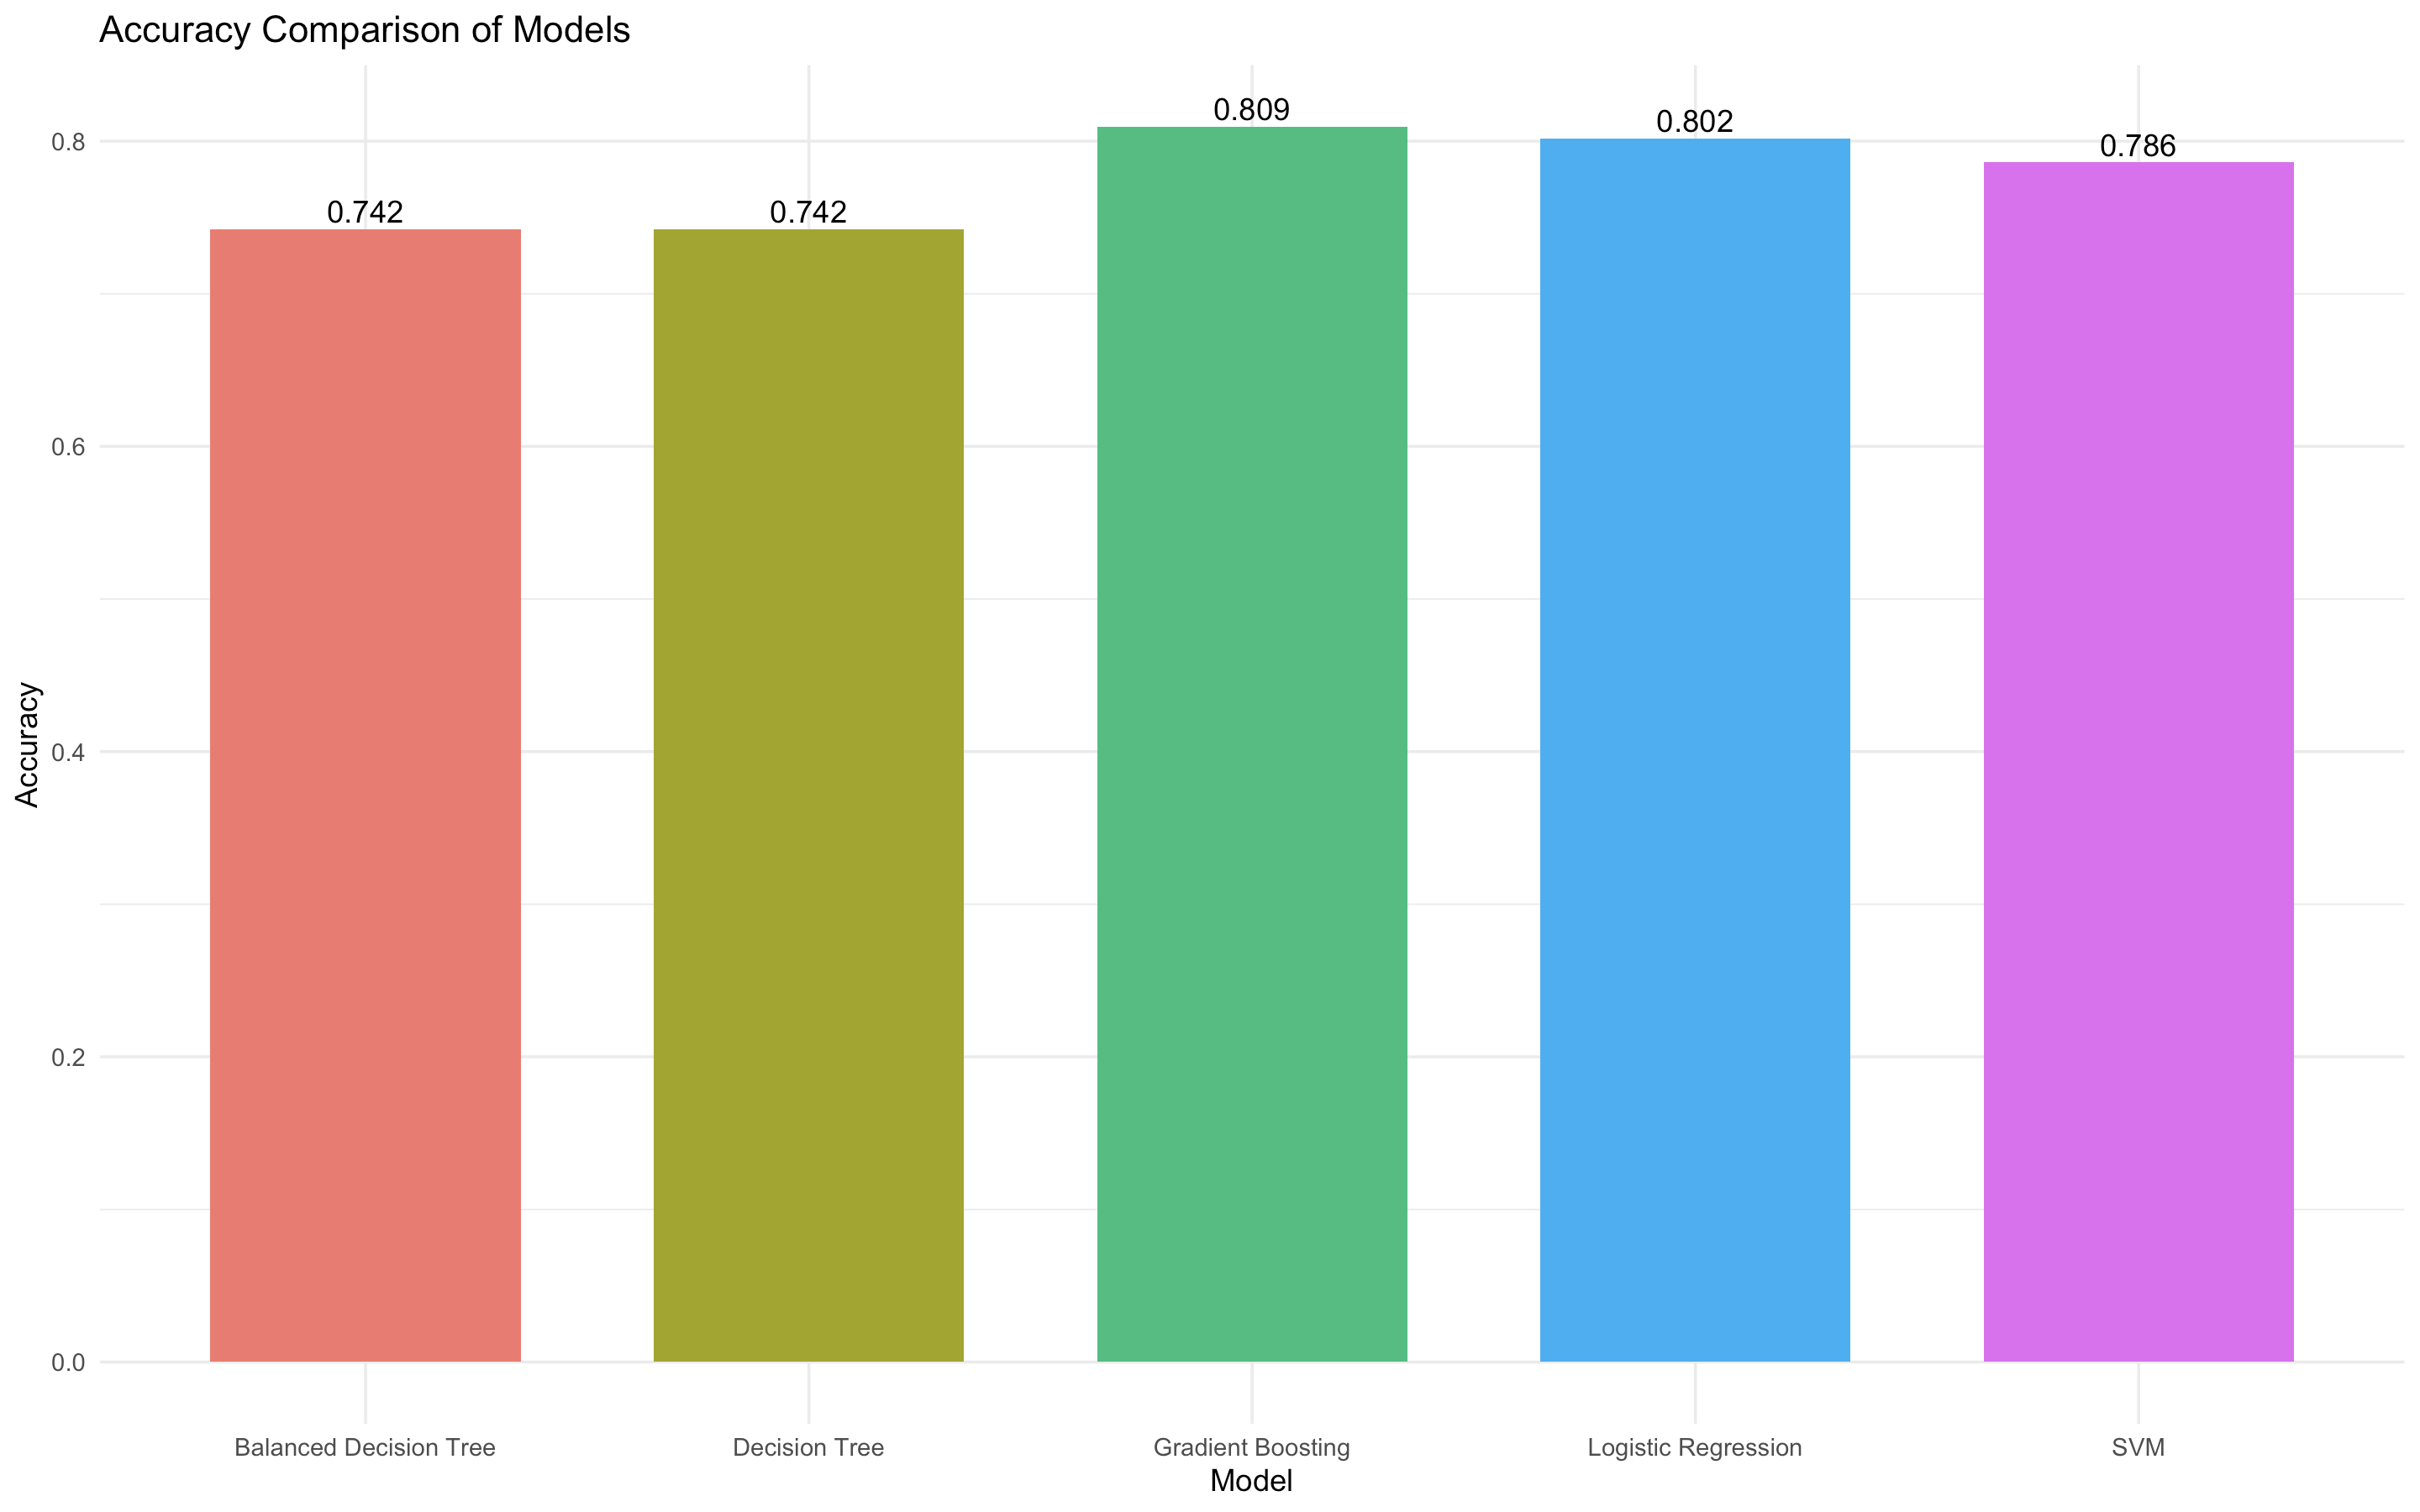 Accuracy Comparison of Models
0.809
0.802
0.786
0.742
0.742
0.8
0.6
0.4
0.2
0.0
Accuracy
Balanced Decision Tree
Decision Tree
Gradient Boosting
Logistic Regression
SVM
Model